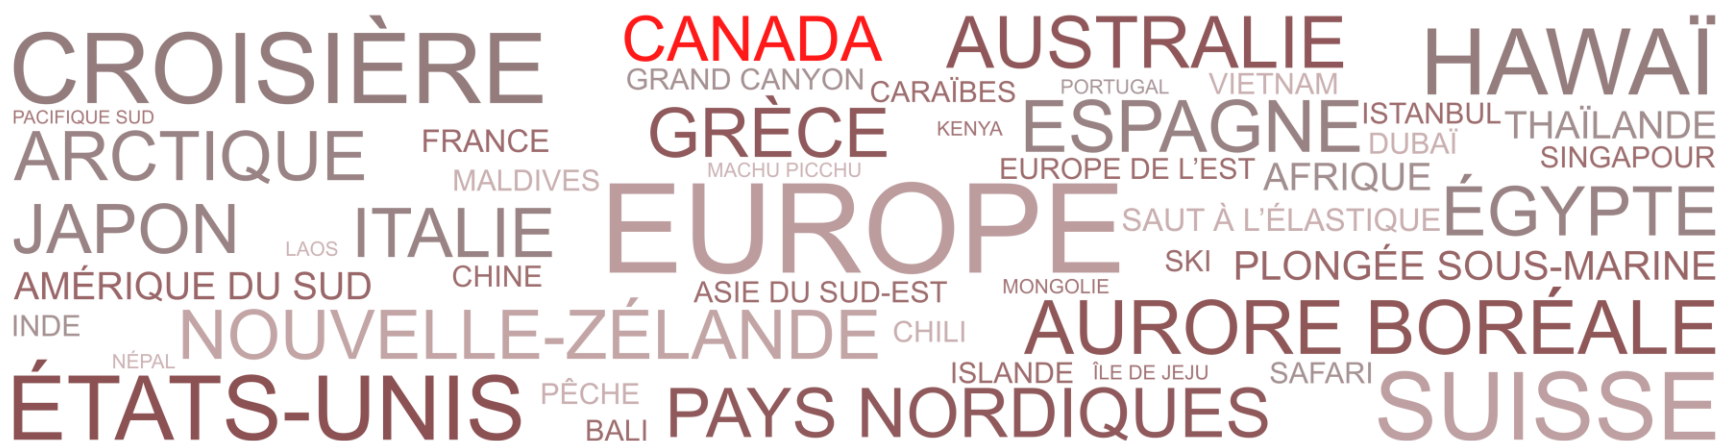 CROISIÈRE
CANADA
AUSTRALIE
HAWAÏ
GRAND CANYON
CARAÏBES
PORTUGAL
VIETNAM
PACIFIQUE SUD
ARCTIQUE
FRANCE
GRÈCE
KENYA
ESPAGNE
ISTANBUL
THAÏLANDE
DUBAÏ
SINGAPOUR
MALDIVES
MACHU PICCHU
EUROPE DE L’EST
AFRIQUE
JAPON
LAOS
ITALIE
EUROPE
SAUT À L’ÉLASTIQUE
ÉGYPTE
AMÉRIQUE DU SUD
CHINE
ASIE DU SUD-EST
SKI
PLONGÉE SOUS-MARINE
MONGOLIE
INDE
NOUVELLE-ZÉLANDE
CHILI
AURORE BORÉALE
NÉPAL
ISLANDE
ÎLE DE JEJU
SAFARI
ÉTATS-UNIS
PÊCHE
BALI
PAYS NORDIQUES
SUISSE